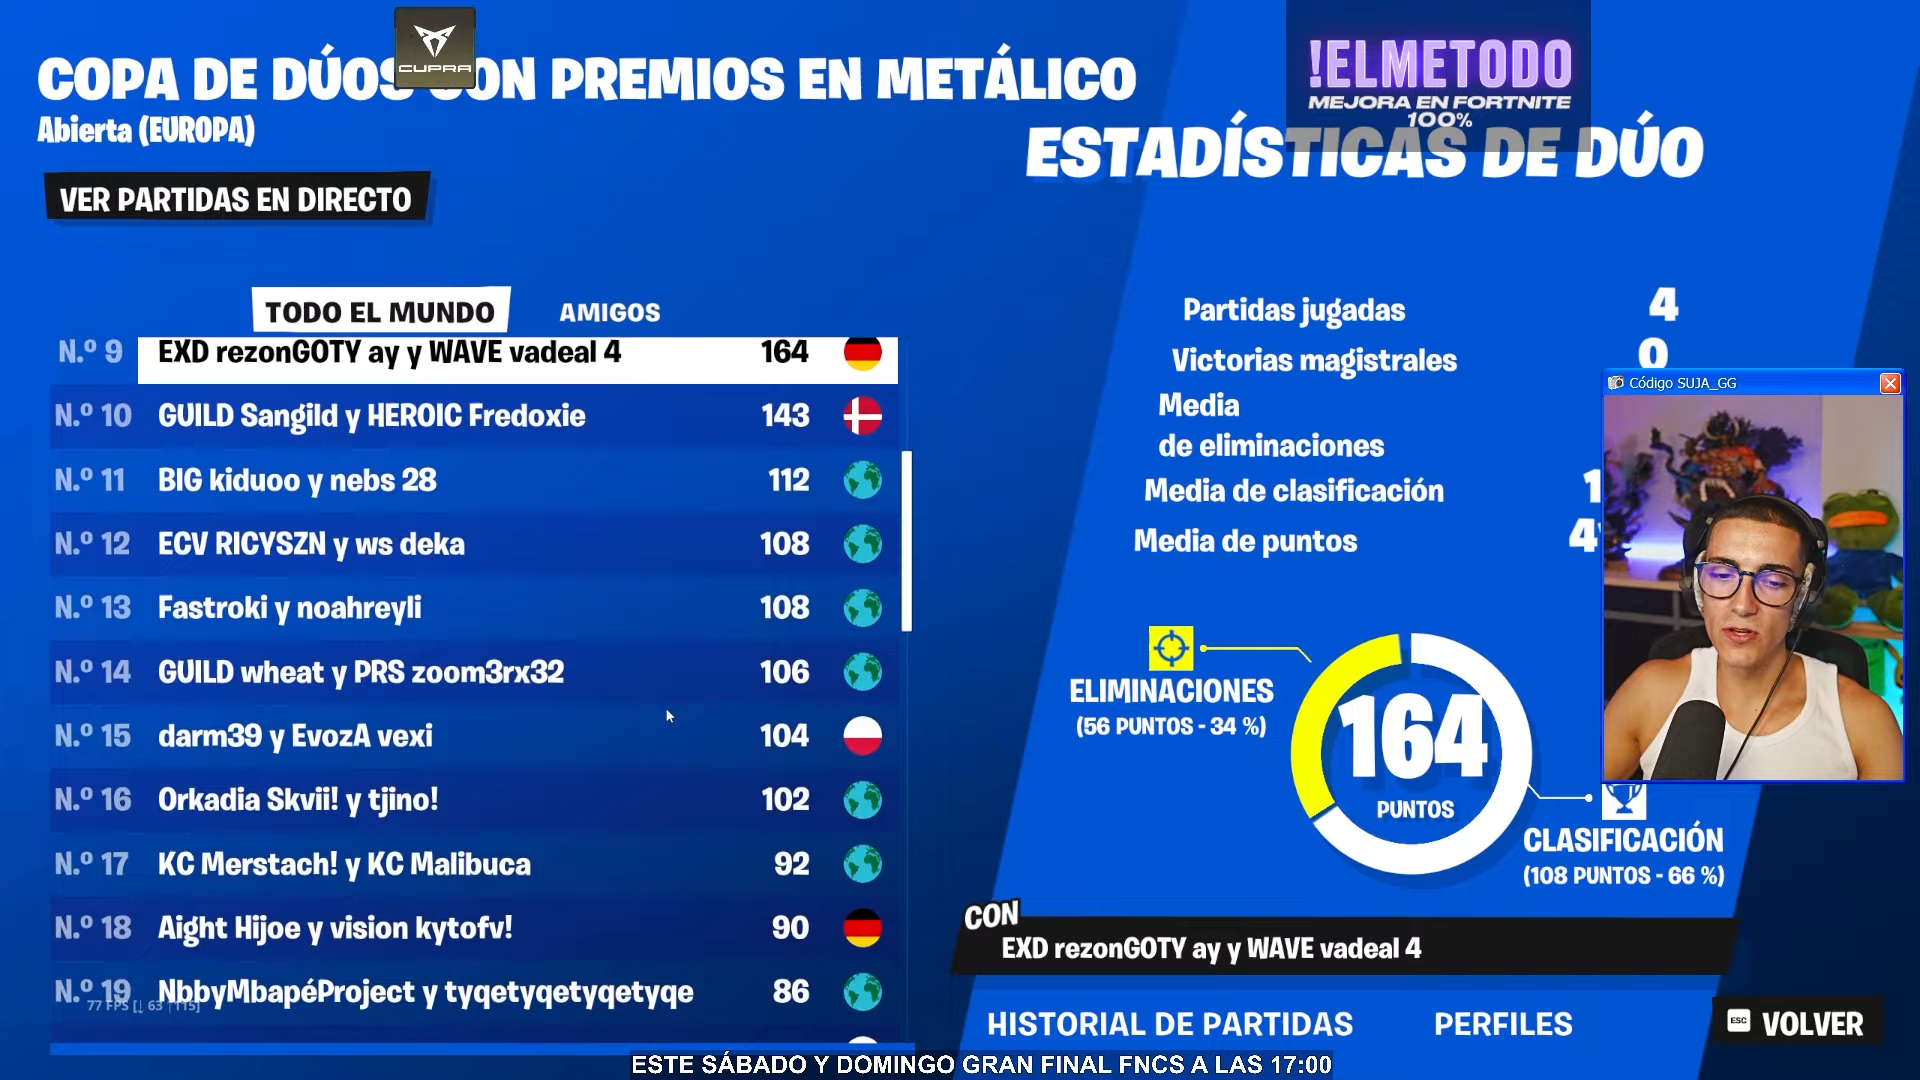 COPA DE DÚOS CON PREMIOS EN METÁLICO
CUPRA
Abierta (EUROPA)
!ELMETODO
MEJORA EN FORTNITE
100%
ESTADÍSTICAS DE DÚO
VER PARTIDAS EN DIRECTO
TODO EL MUNDO AMIGOS
N.º 9 EXD rezonGOTY ay y WAVE vadeal 4 164
N.º 10 GUILD Sangild y HEROIC Fredoxie 143
N.º 11 BIG kiduoo y nebs 28 112
N.º 12 ECV RICYSZN y ws deka 108
N.º 13 Fastroki y noahreyli 108
N.º 14 GUILD wheat y PRS zoom3rx32 106
N.º 15 darm39 y EvozA vexi 104
N.º 16 Orkadia Skvii! y tjino! 102
N.º 17 KC Merstach! y KC Malibuca 92
N.º 18 Aight Hijoe y vision kytofv! 90
N.º 19 NbbyMbapéProject y tyqetyqetyqetyqe 86
77 FPS [↓ 63 ↑115]
Partidas jugadas 4
Victorias magistrales 0
Media
de eliminaciones
Media de clasificación 1
Media de puntos 4
Código SUJA_GG
ELIMINACIONES
(56 PUNTOS - 34 %)
164
PUNTOS
CLASIFICACIÓN
(108 PUNTOS - 66 %)
CON
EXD rezonGOTY ay y WAVE vadeal 4
HISTORIAL DE PARTIDAS PERFILES ESC VOLVER
ESTE SÁBADO Y DOMINGO GRAN FINAL FNCS A LAS 17:00